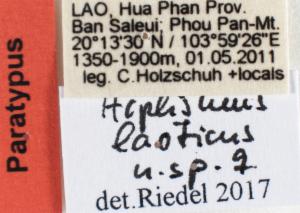 Paratypus
LAO, Hua Phan Prov.
Ban Saleui; Phou Pan-Mt.
20°13'30"N / 103°59'26"E
1350-1900m, 01.05.2011
leg. C.Holzschuh +locals
laoticus
n.sp. ♀
det.Riedel 2017